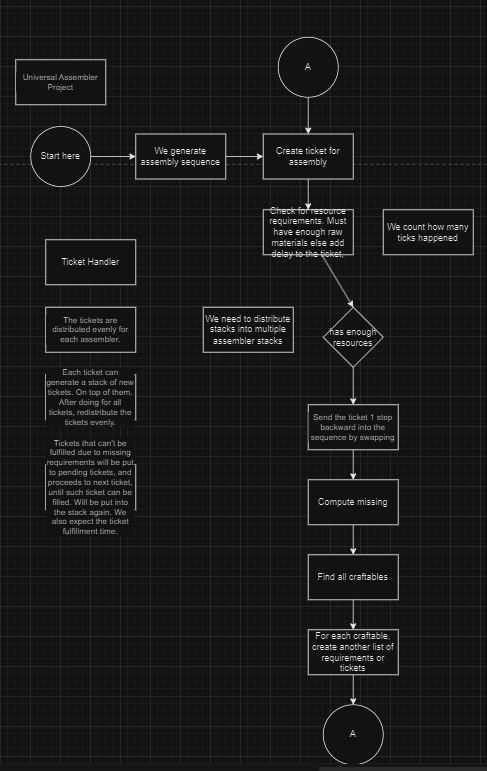 A
Universal Assembler
Project
Start here
We generate
assembly sequence
Create ticket for
assembly
Check for resource
requirements. Must
have enough raw
materials else add
delay to the ticket,
We count how many
ticks happened
Ticket Handler
The tickets are
distributed evenly for
each assembler.
We need to distribute
stacks into multiple
assembler stacks
has enough
resources
Each ticket can
generate a stack of new
tickets. On top of them.
After doing for all
tickets, redistribute the
tickets evenly.
Send the ticket 1 step
backward into the
sequence by swapping
Tickets that can't be
fulfilled due to missing
requirements will be put
to pending tickets, and
proceeds to next ticket,
until such ticket can be
filled. Will be put into
the stack again. We
also expect the ticket
fulfillment time.
Compute missing
Find all craftables
For each craftable,
create another list of
requirements or
tickets
A